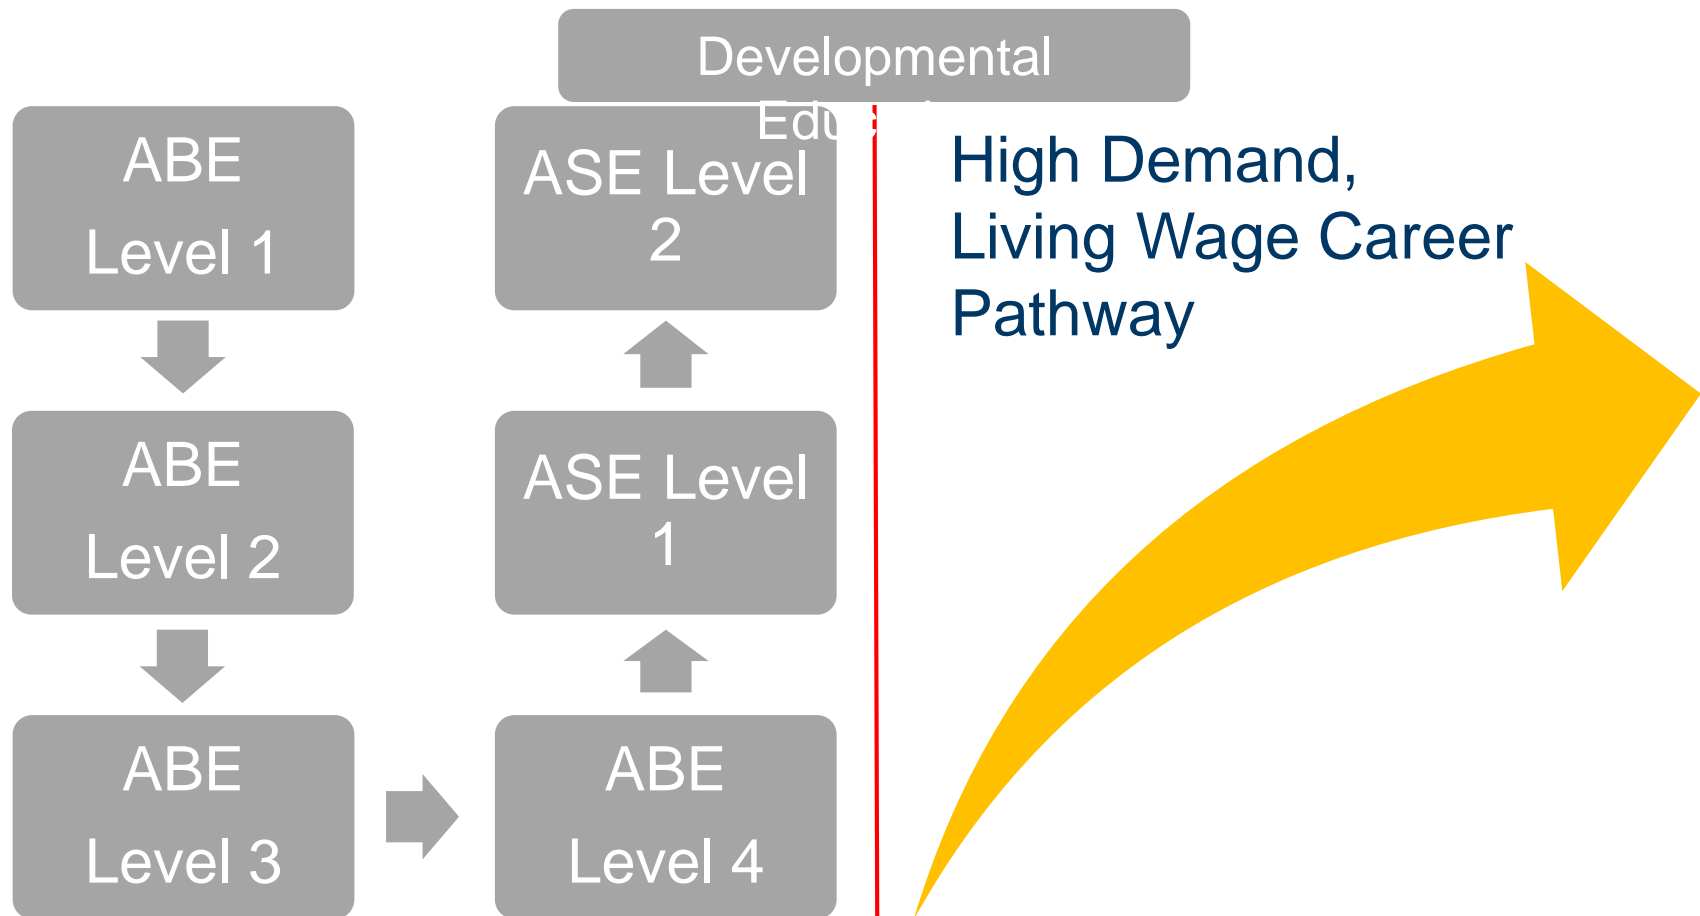 Developmental
ABE
Level 1
ABE
Level 2
ABE
Level 3
ABE
Level 4
ASE Level
1
ASE Level
2
High Demand,
Living Wage Career
Pathway